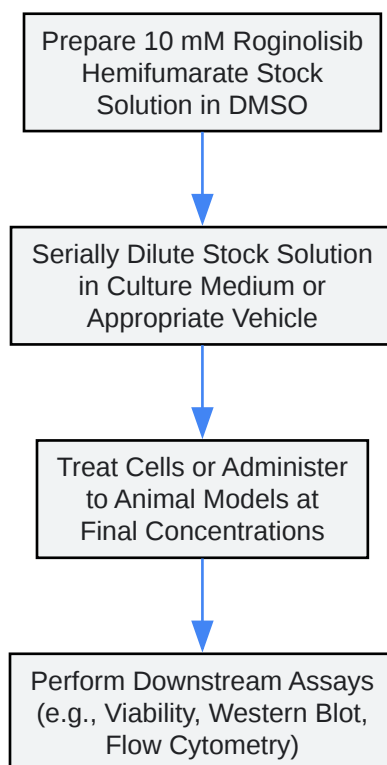 Prepare 10 mM Roginolisib
Hemifumarate Stock
Solution in DMSO
Serially Dilute Stock Solution
in Culture Medium or
Appropriate Vehicle
Treat Cells or Administer
to Animal Models at
Final Concentrations
Perform Downstream Assays
(e.g., Viability, Western Blot,
Flow Cytometry)